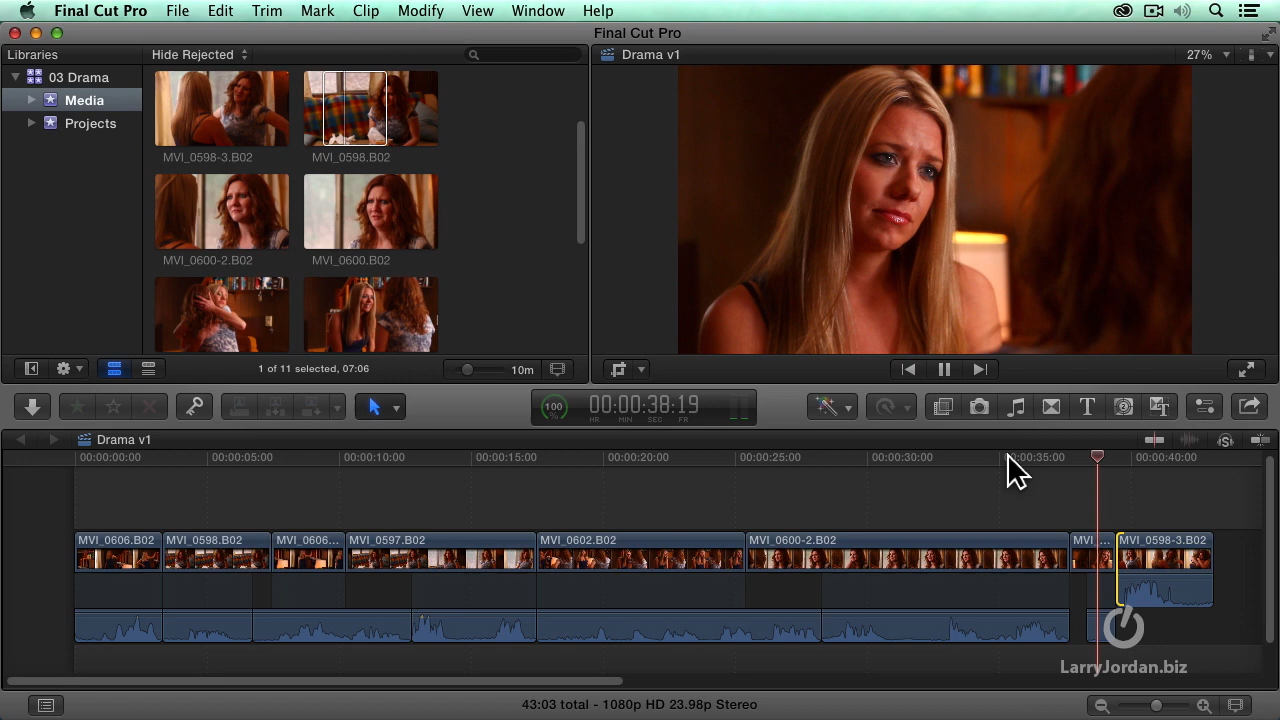 Final Cut Pro File Edit Trim Mark Clip Modify View Window Help
Final Cut Pro
Libraries
Hide Rejected
Drama v1
27%
03 Drama
Media
Projects
MVI_0598-3.B02
MVI_0598.B02
MVI_0600-2.B02
MVI_0600.B02
1 of 11 selected, 07:06
10m
100
%
00:00:38:19
HR MIN SEC FR
Drama v1
00:00:00:00
00:00:05:00
00:00:10:00
00:00:15:00
00:00:20:00
00:00:25:00
00:00:30:00
00:00:35:00
00:00:40:00
MVI_0606.B02
MVI_0598.B02
MVI_0606...
MVI_0597.B02
MVI_0602.B02
MVI_0600-2.B02
MVI_...
MVI_0598-3.B02
LarryJordan.biz
43:03 total - 1080p HD 23.98p Stereo